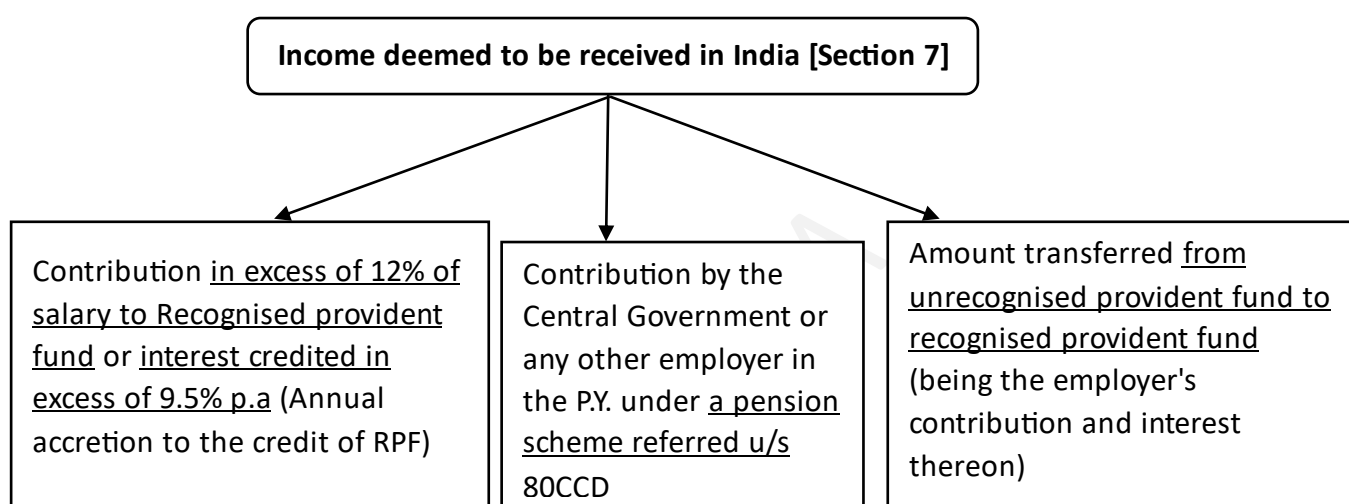 Income deemed to be received in India [Section 7]
Contribution in excess of 12% of
salary to Recognised provident
fund or interest credited in
excess of 9.5% p.a (Annual
accretion to the credit of RPF)
Contribution by the
Central Government or
any other employer in
the P.Y. under a pension
scheme referred u/s
80CCD
Amount transferred from
unrecognised provident fund to
recognised provident fund
(being the employer's
contribution and interest
thereon)